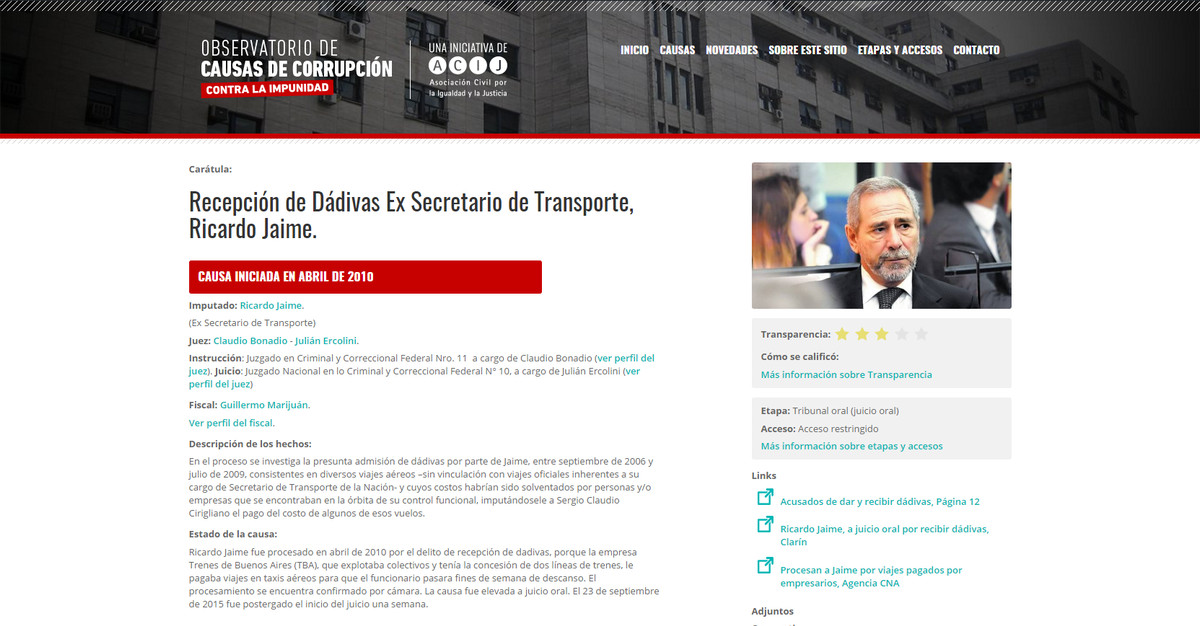 OBSERVATORIO DE
CAUSAS DE CORRUPCIÓN
CONTRA LA IMPUNIDAD
UNA INICIATIVA DE
ACIJ
Asociación Civil por
la Igualdad y la Justicia
INICIO CAUSAS NOVEDADES SOBRE ESTE SITIO ETAPAS Y ACCESOS CONTACTO
Carátula:
Recepción de Dádivas Ex Secretario de Transporte,
Ricardo Jaime.
CAUSA INICIADA EN ABRIL DE 2010
Imputado: Ricardo Jaime.
(Ex Secretario de Transporte)
Juez: Claudio Bonadio - Julián Ercolini.
Instrucción: Juzgado en Criminal y Correccional Federal Nro. 11 a cargo de Claudio Bonadio (ver perfil del
juez). Juicio: Juzgado Nacional en lo Criminal y Correccional Federal N° 10, a cargo de Julián Ercolini (ver
perfil del juez)
Fiscal: Guillermo Marijuán.
Ver perfil del fiscal.
Descripción de los hechos:
En el proceso se investiga la presunta admisión de dádivas por parte de Jaime, entre septiembre de 2006 y
julio de 2009, consistentes en diversos viajes aéreos –sin vinculación con viajes oficiales inherentes a su
cargo de Secretario de Transporte de la Nación- y cuyos costos habrían sido solventados por personas y/o
empresas que se encontraban en la órbita de su control funcional, imputándosele a Sergio Claudio
Cirigliano el pago del costo de algunos de esos vuelos.
Estado de la causa:
Ricardo Jaime fue procesado en abril de 2010 por el delito de recepción de dadivas, porque la empresa
Trenes de Buenos Aires (TBA), que explotaba colectivos y tenía la concesión de dos líneas de trenes, le
pagaba viajes en taxis aéreos para que el funcionario pasara fines de semana de descanso. El
procesamiento se encuentra confirmado por cámara. La causa fue elevada a juicio oral. El 23 de septiembre
de 2015 fue postergado el inicio del juicio una semana.
Transparencia:
Cómo se calificó:
Más información sobre Transparencia
Etapa: Tribunal oral (juicio oral)
Acceso: Acceso restringido
Más información sobre etapas y accesos
Links
Acusados de dar y recibir dádivas, Página 12
Ricardo Jaime, a juicio oral por recibir dádivas,
Clarín
Procesan a Jaime por viajes pagados por
empresarios, Agencia CNA
Adjuntos